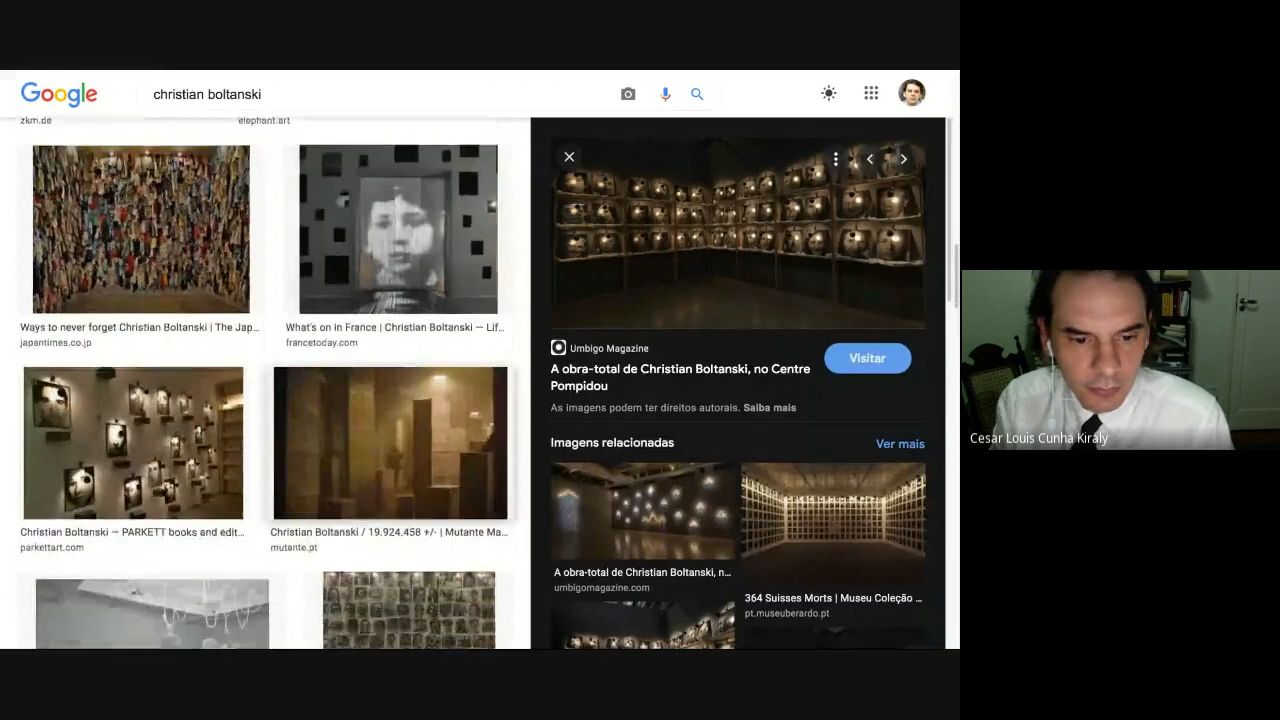 Google
christian boltanski
zkm.de
elephant.art
Ways to never forget Christian Boltanski | The Jap...
japantimes.co.jp
What's on in France | Christian Boltanski — Lif...
francetoday.com
Christian Boltanski — PARKETT books and edit...
parkettart.com
Christian Boltanski / 19.924.458 +/- | Mutante Ma...
mutante.pt
Umbigo Magazine
A obra-total de Christian Boltanski, no Centre
Pompidou
Visitar
As imagens podem ter direitos autorais. Saiba mais
Imagens relacionadas
Ver mais
A obra-total de Christian Boltanski, n...
umbigomagazine.com
364 Suisses Morts | Museu Coleção ...
pt.museuberardo.pt
Cesar Louis Cunha Kiraly